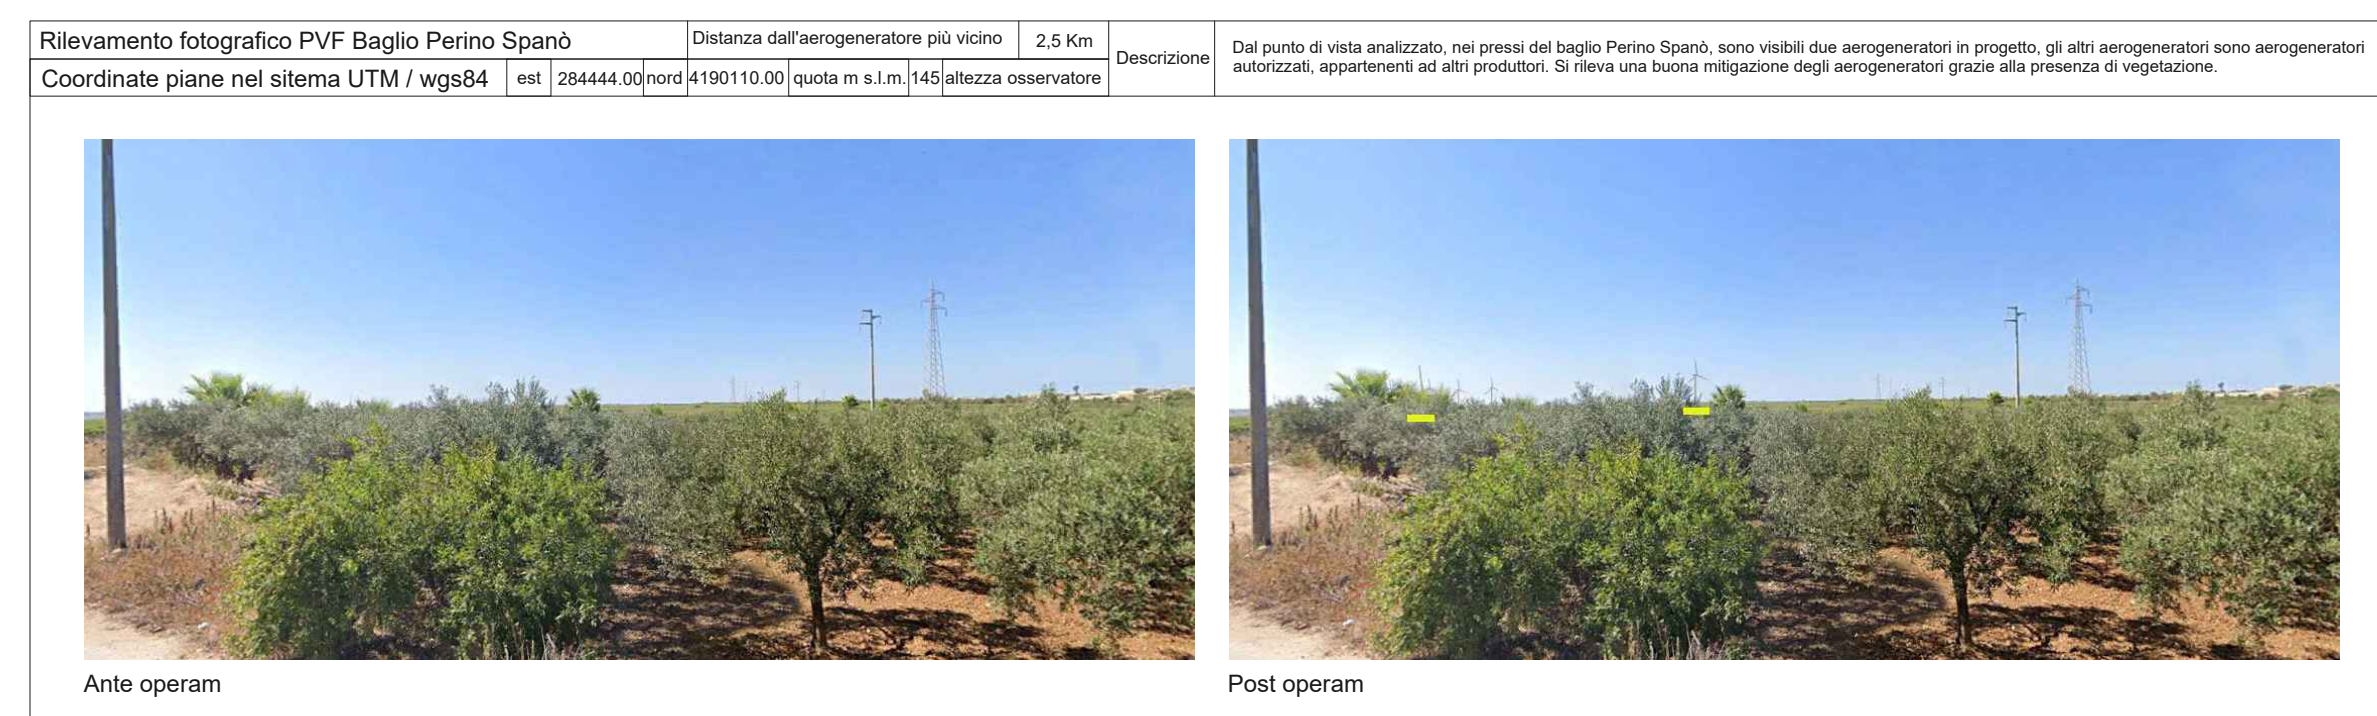 Rilevamento fotografico PVF Baglio Perino Spanò
Distanza dall'aerogeneratore più vicino
2,5 Km
Coordinate piane nel sitema UTM / wgs84
est
284444.00
nord
4190110.00
quota m s.l.m.
145
altezza osservatore
Descrizione
Dal punto di vista analizzato, nei pressi del baglio Perino Spanò, sono visibili due aerogeneratori in progetto, gli altri aerogeneratori sono aerogeneratori
autorizzati, appartenenti ad altri produttori. Si rileva una buona mitigazione degli aerogeneratori grazie alla presenza di vegetazione.
Ante operam
Post operam